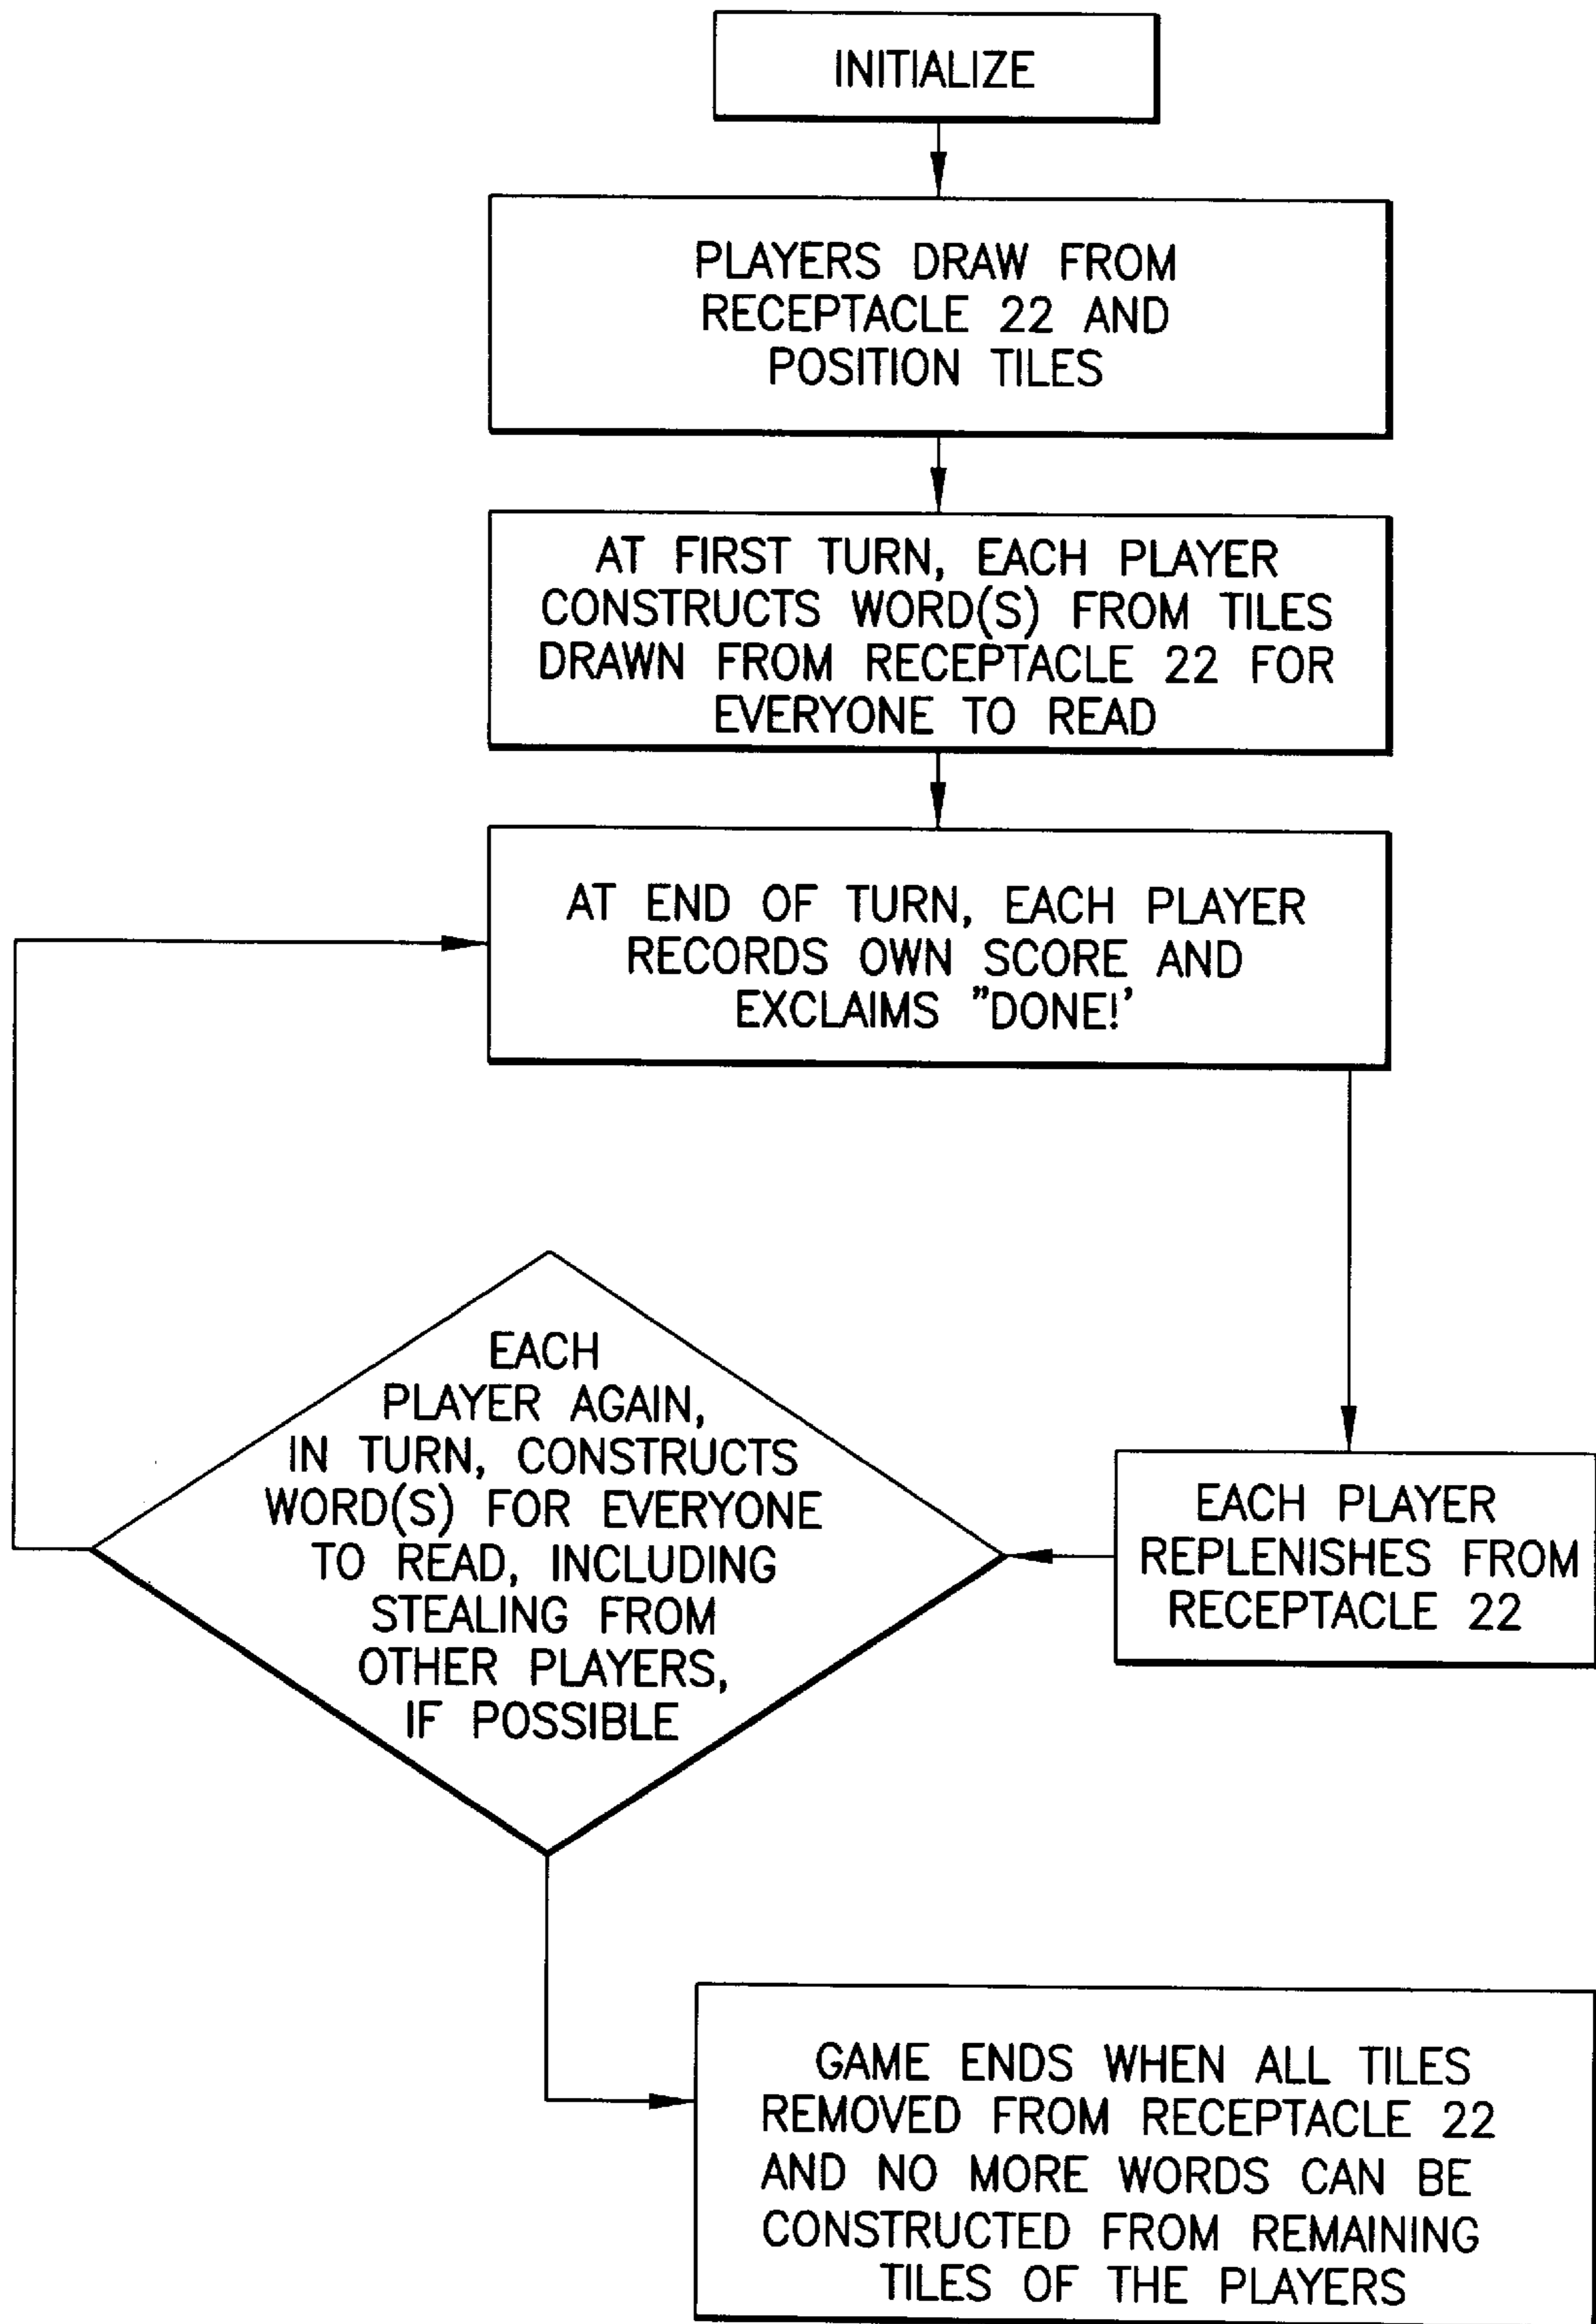 INITIALIZE
PLAYERS DRAW FROM
RECEPTACLE 22 AND
POSITION TILES
AT FIRST TURN, EACH PLAYER
CONSTRUCTS WORD(S) FROM TILES
DRAWN FROM RECEPTACLE 22 FOR
EVERYONE TO READ
AT END OF TURN, EACH PLAYER
RECORDS OWN SCORE AND
EXCLAIMS "DONE!'
EACH
PLAYER AGAIN,
IN TURN, CONSTRUCTS
WORD(S) FOR EVERYONE
TO READ, INCLUDING
STEALING FROM
OTHER PLAYERS,
IF POSSIBLE
EACH PLAYER
REPLENISHES FROM
RECEPTACLE 22
GAME ENDS WHEN ALL TILES
REMOVED FROM RECEPTACLE 22
AND NO MORE WORDS CAN BE
CONSTRUCTED FROM REMAINING
TILES OF THE PLAYERS